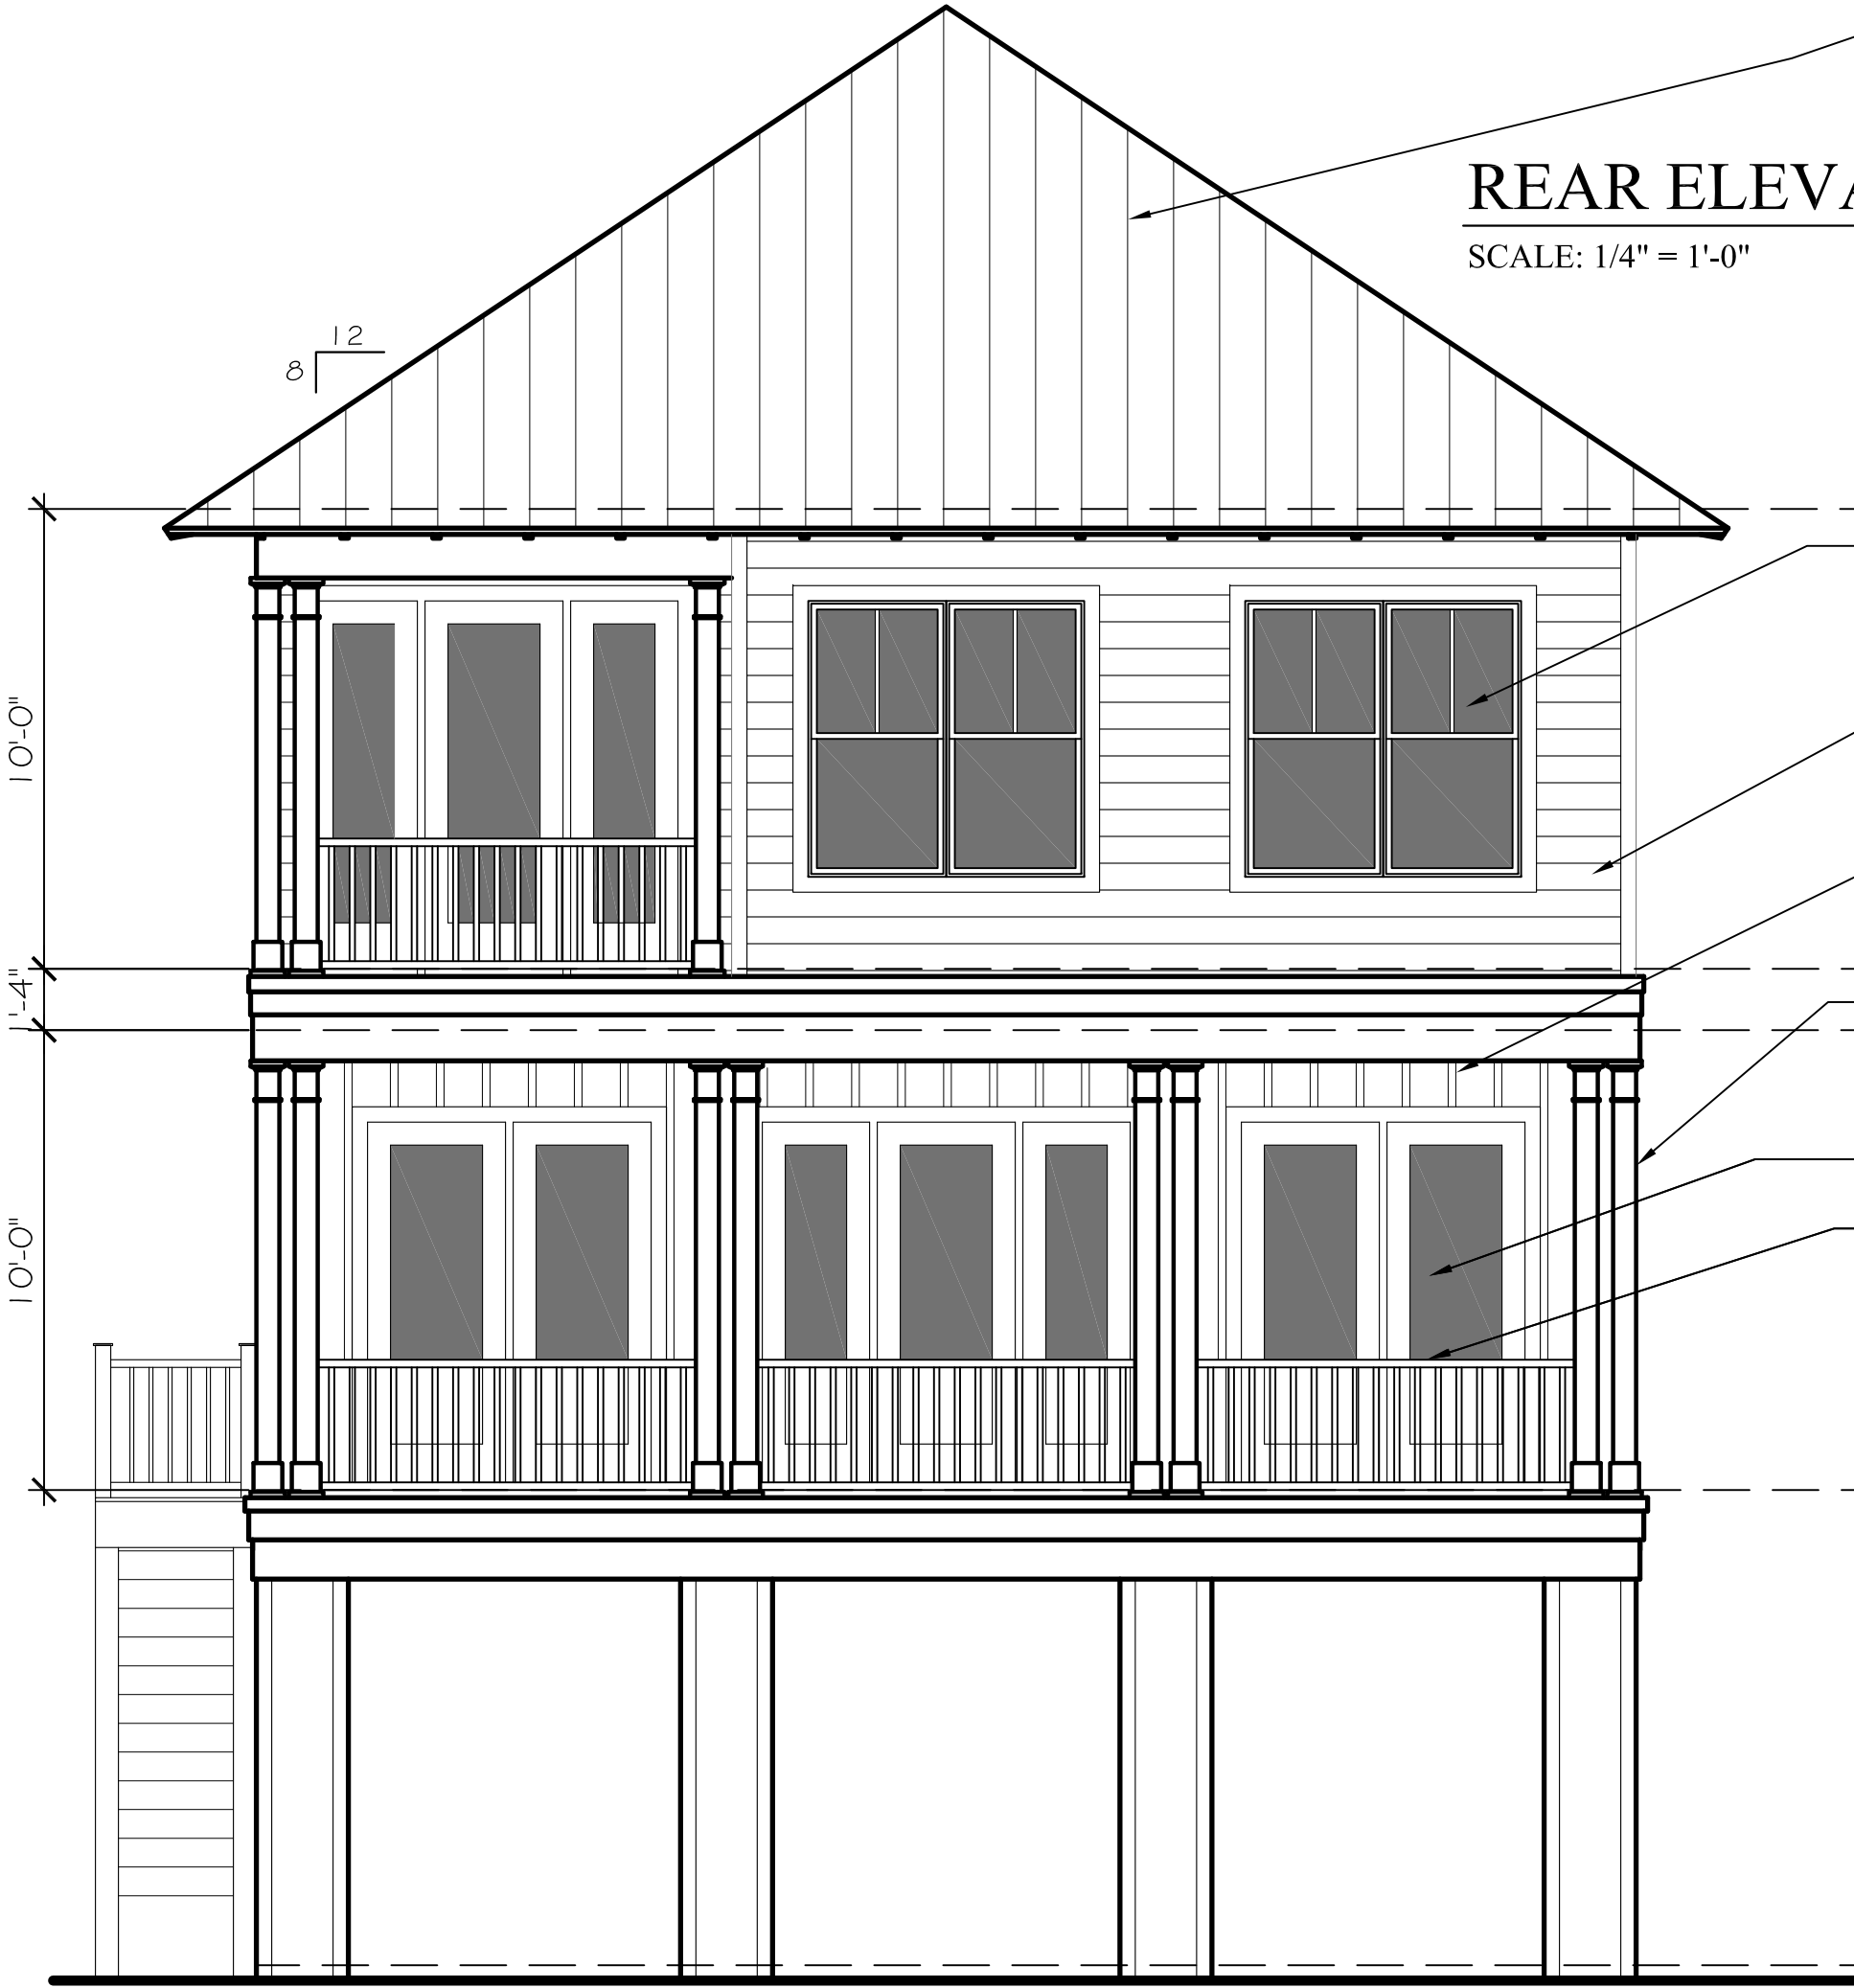 REAR ELEVA
SCALE: 1/4" = 1'-0"
12
8
10'-0"
1'-4"
10'-0"